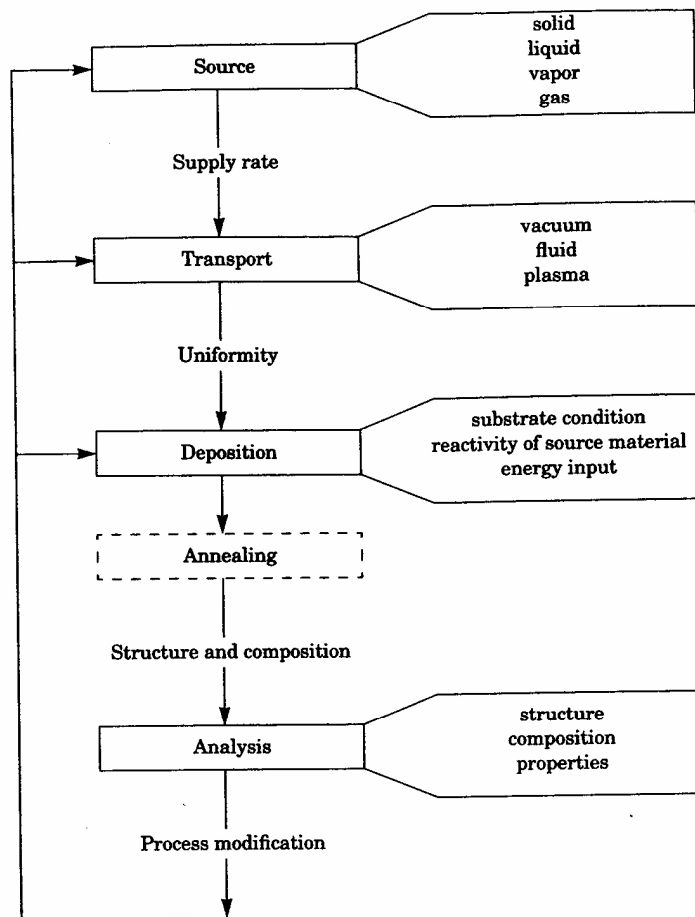 Source
solid
liquid
vapor
gas
Supply rate
Transport
vacuum
fluid
plasma
Uniformity
Deposition
substrate condition
reactivity of source material
energy input
Annealing
Structure and composition
Analysis
structure
composition
properties
Process modification